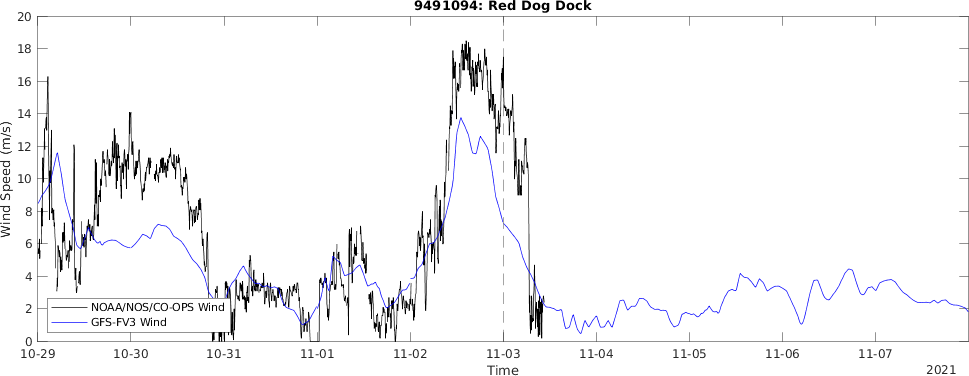 9491094: Red Dog Dock
20
18
16
14
12
10
8
6
4
2
0
Wind Speed (m/s)
NOAA/NOS/CO-OPS Wind
GFS-FV3 Wind
10-29 10-30 10-31 11-01 11-02 11-03 11-04 11-05 11-06 11-07
Time
2021